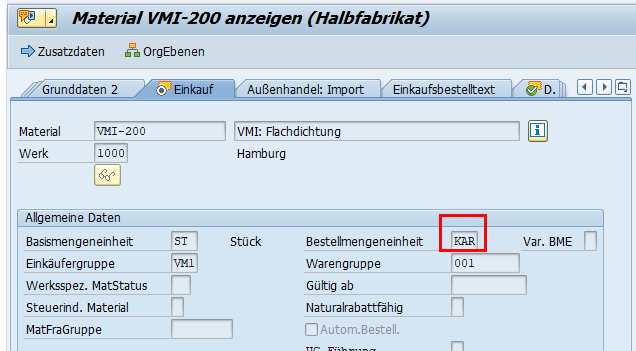 Material VMI-200 anzeigen (Halbfabrikat)
Zusatzdaten OrgEbenen
Grunddaten 2 Einkauf Außenhandel: Import Einkaufsbestelltext D.
Material VMI-200 VMI: Flachdichtung
Werk 1000 Hamburg
Allgemeine Daten
Basismengeneinheit ST Stück Bestellmengeneinheit KAR Var. BME
Einkäufergruppe VM1 Warengruppe 001
Werksspez. MatStatus Gültig ab
Steuerind. Material Naturalrabattfähig
MatFraGruppe Autom.Bestell.